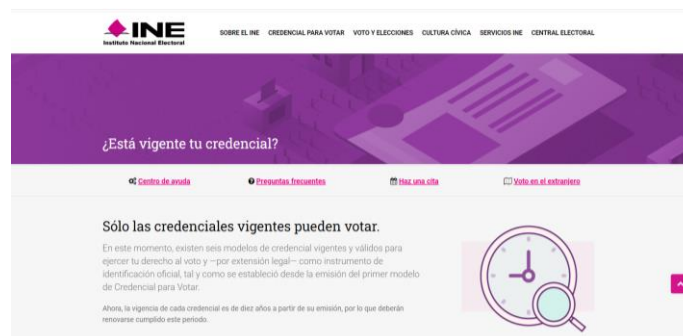 INE
Instituto Nacional Electoral
SOBRE EL INE CREDENCIAL PARA VOTAR VOTO Y ELECCIONES CULTURA CÍVICA SERVICIOS INE CENTRAL ELECTORAL
¿Está vigente tu credencial?
Centro de ayuda Preguntas frecuentes Haz una cita Voto en el extranjero
Sólo las credenciales vigentes pueden votar.
En este momento, existen seis modelos de credencial vigentes y válidos para
ejercer tu derecho al voto y —por extensión legal— como instrumento de
identificación oficial, tal y como se estableció desde la emisión del primer modelo
de Credencial para Votar.
Ahora, la vigencia de cada credencial es de diez años a partir de su emisión, por lo que deberán
renovarse cumplido este periodo.